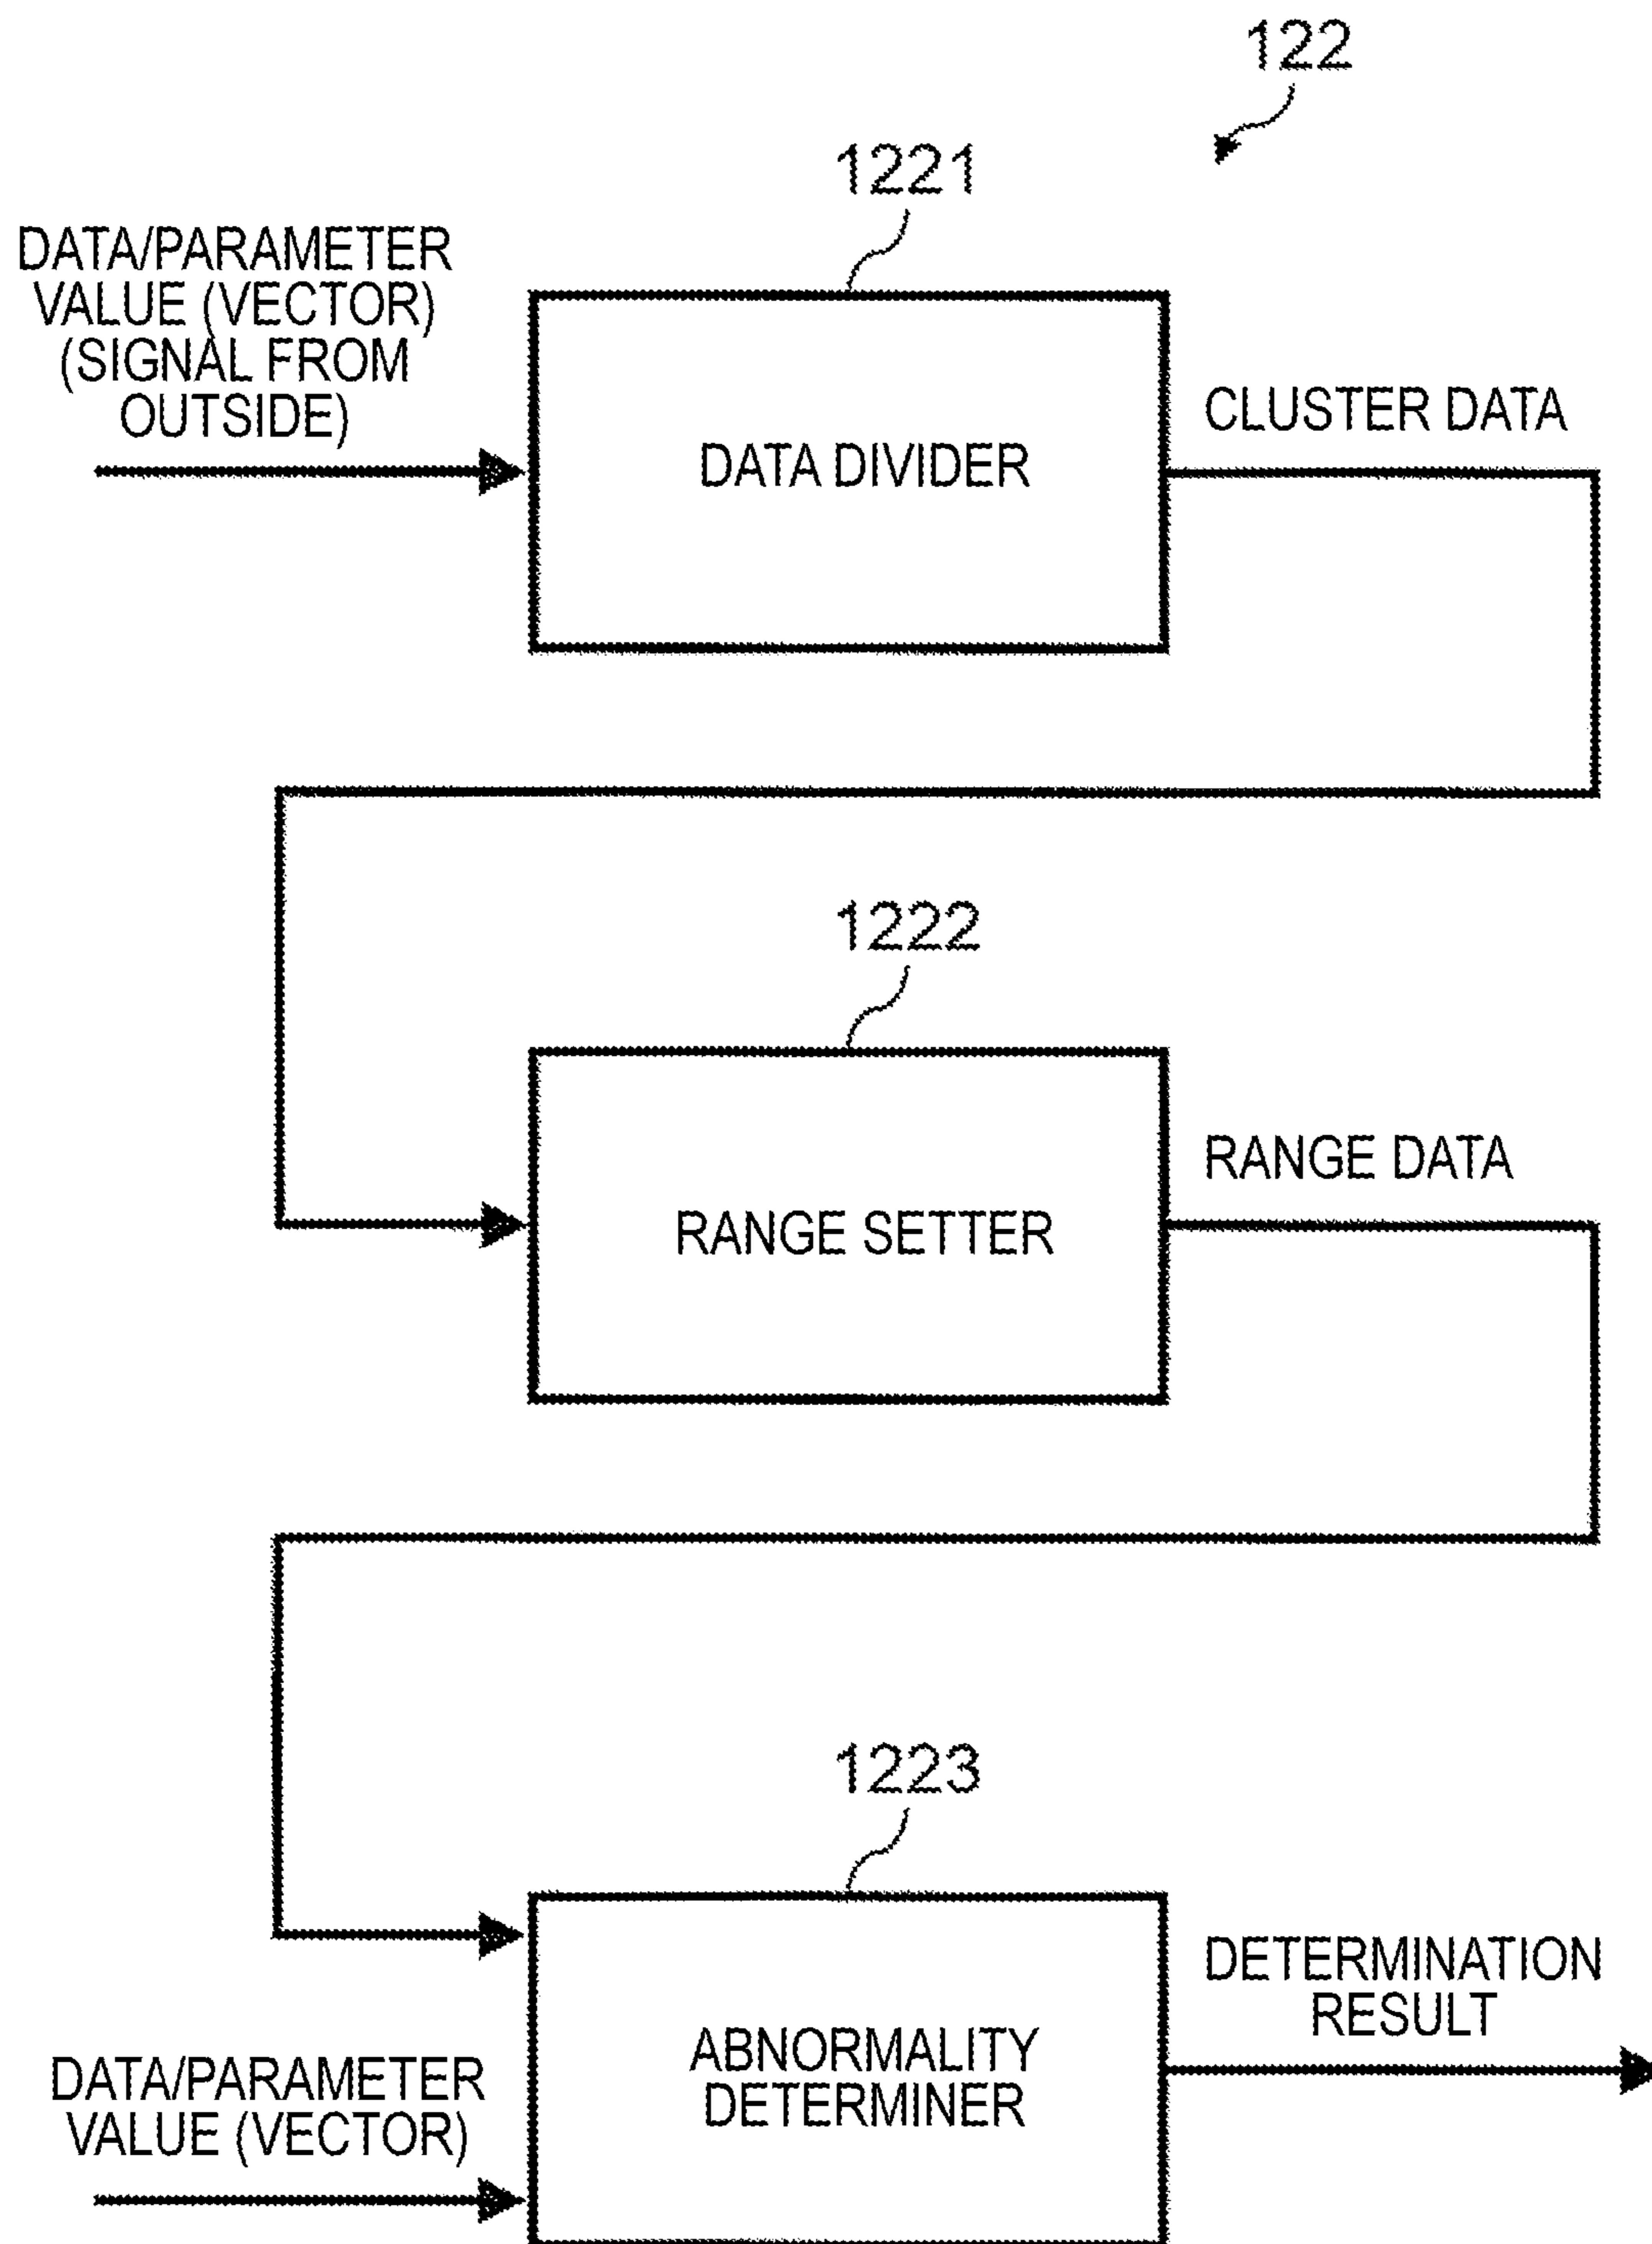 122
1221
DATA/PARAMETER
VALUE (VECTOR)
(SIGNAL FROM
OUTSIDE)
DATA DIVIDER
CLUSTER DATA
1222
RANGE SETTER
RANGE DATA
1223
DATA/PARAMETER
VALUE (VECTOR)
ABNORMALITY
DETERMINER
DETERMINATION
RESULT